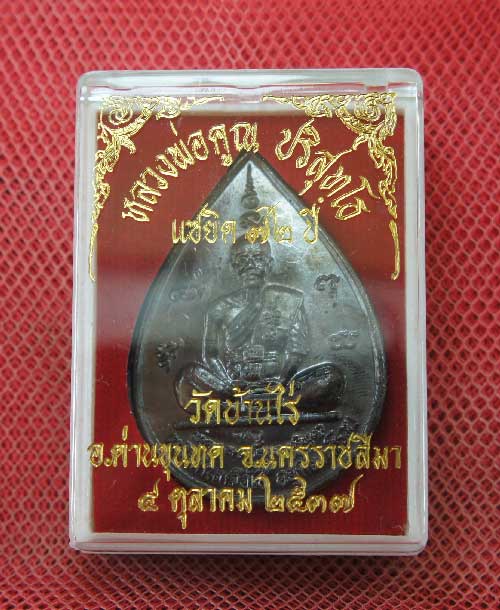 หลวงพ่อคูณ ปริสุทฺโธ
แซยิด ๗๒ ปี
วัดบ้านไร่
อ.ด่านขุนทด จ.นครราชสีมา
๔ ตุลาคม ๒๕๓๗